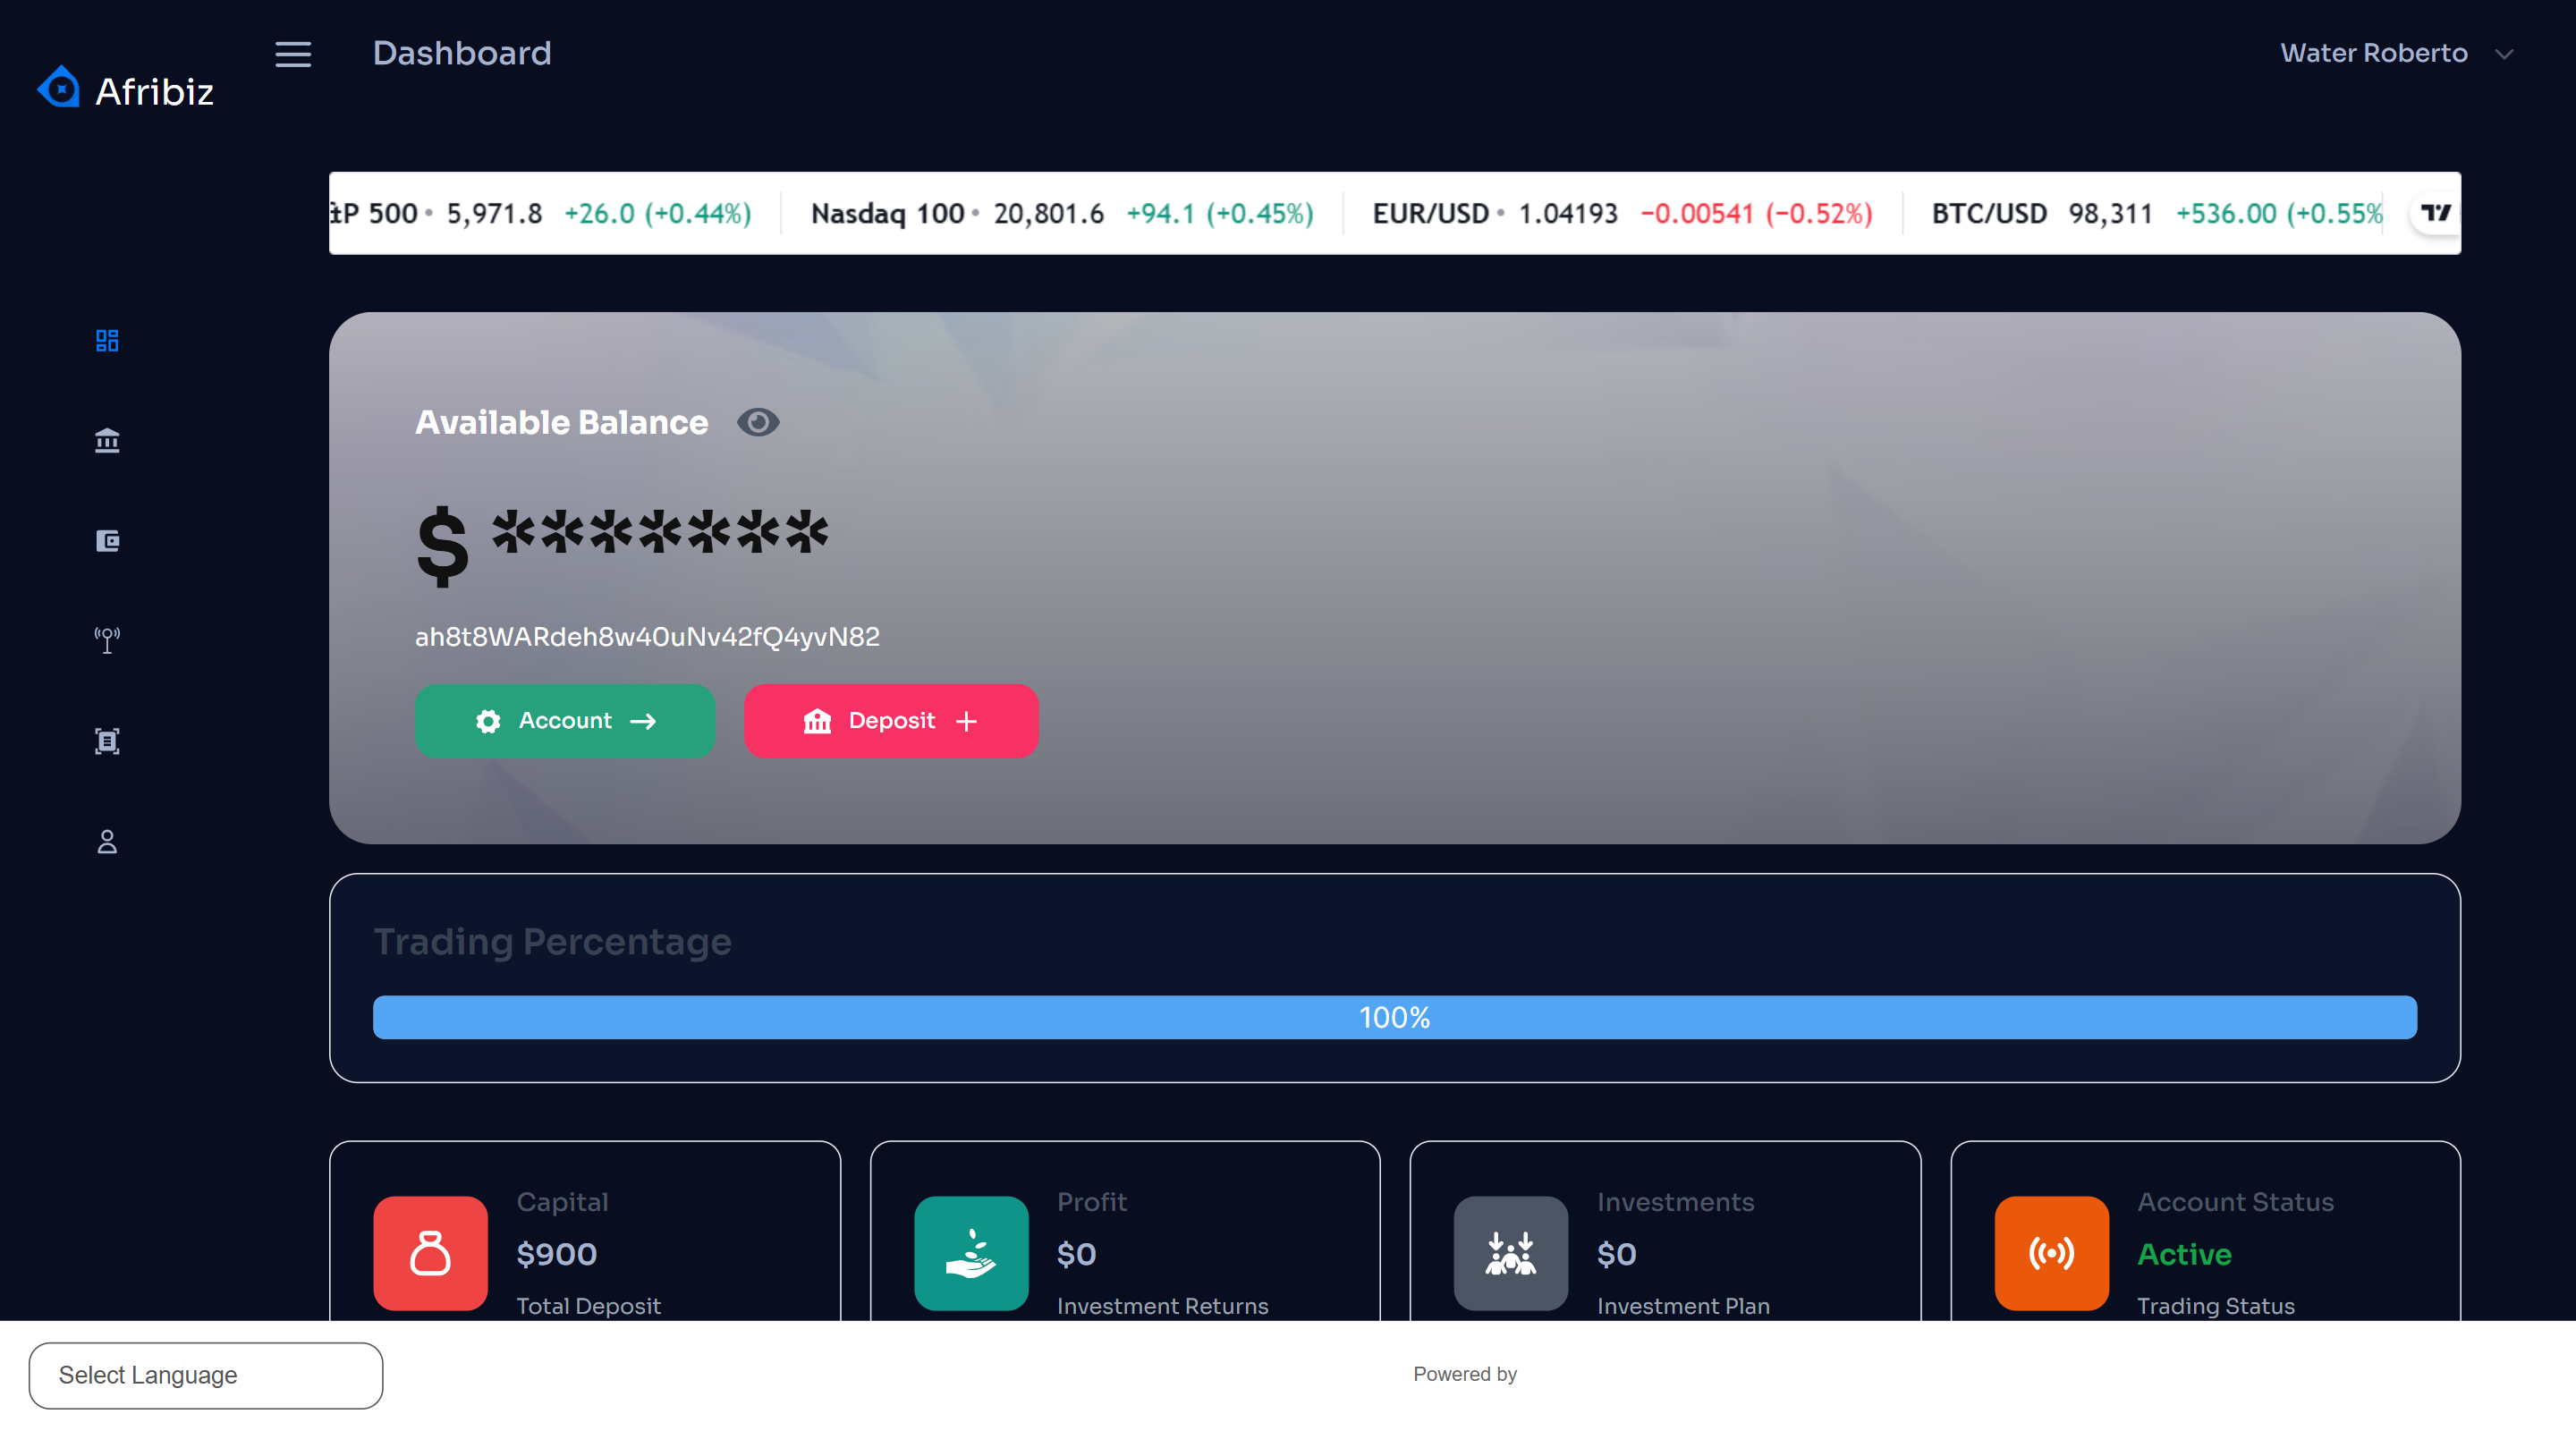 Afribiz
Dashboard
Water Roberto
P 500 • 5,971.8 +26.0 (+0.44%) Nasdaq 100 • 20,801.6 +94.1 (+0.45%) EUR/USD • 1.04193 −0.00541 (−0.52%) BTC/USD 98,311 +536.00 (+0.55%
Available Balance
$ *******
ah8t8WARdeh8w40uNv42fQ4yvN82
Account
Deposit
Trading Percentage
100%
Capital
$900
Total Deposit
Profit
$0
Investment Returns
Investments
$0
Investment Plan
Account Status
Active
Trading Status
Select Language
Powered by